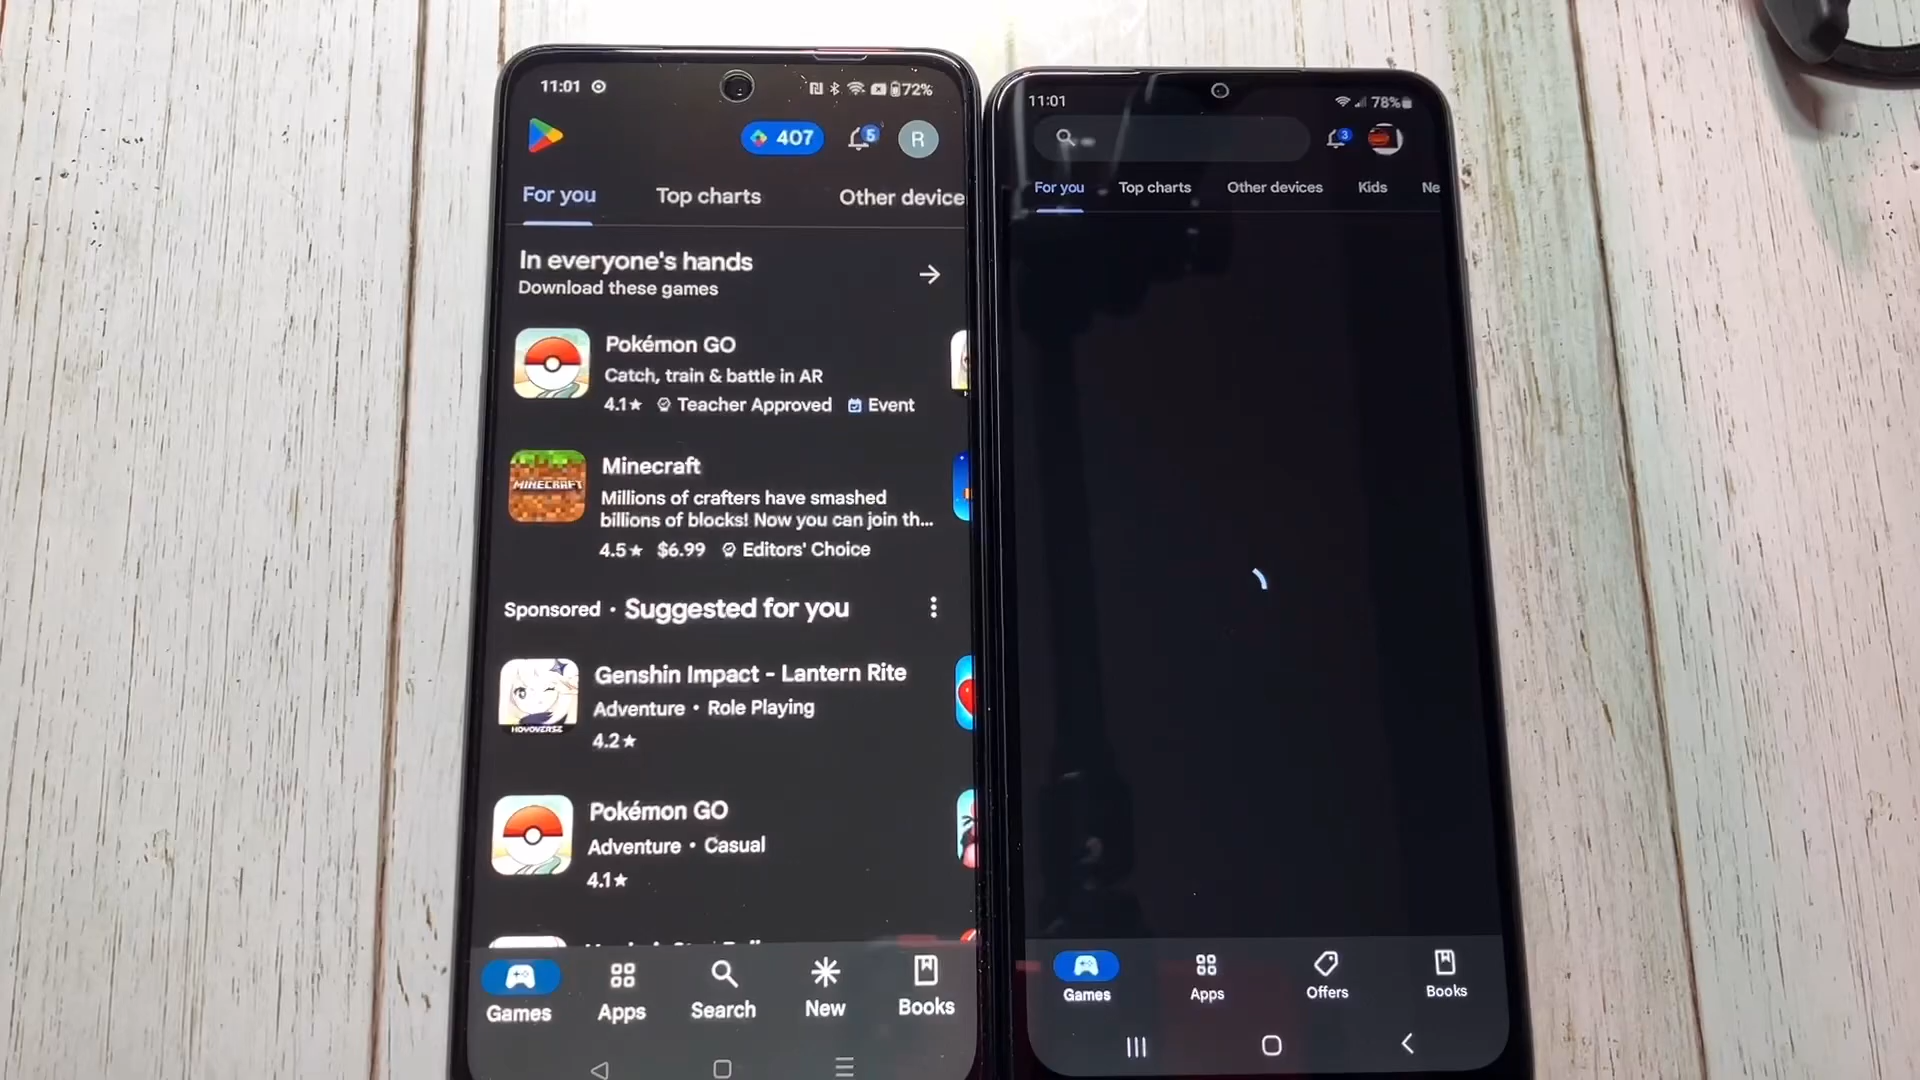 11:01
72%
407
5
R
For you
Top charts
Other device
In everyone's hands
Download these games
Pokémon GO
Catch, train & battle in AR
4.1★ Teacher Approved Event
MINECRAFT
Minecraft
Millions of crafters have smashed
billions of blocks! Now you can join th...
4.5★ $6.99 Editors' Choice
Sponsored • Suggested for you
Genshin Impact - Lantern Rite
Adventure • Role Playing
HOYOVERSE
4.2★
Pokémon GO
Adventure • Casual
4.1★
Games
Apps
Search
New
Books
11:01
78%
3
For you
Top charts
Other devices
Kids
Ne
Games
Apps
Offers
Books